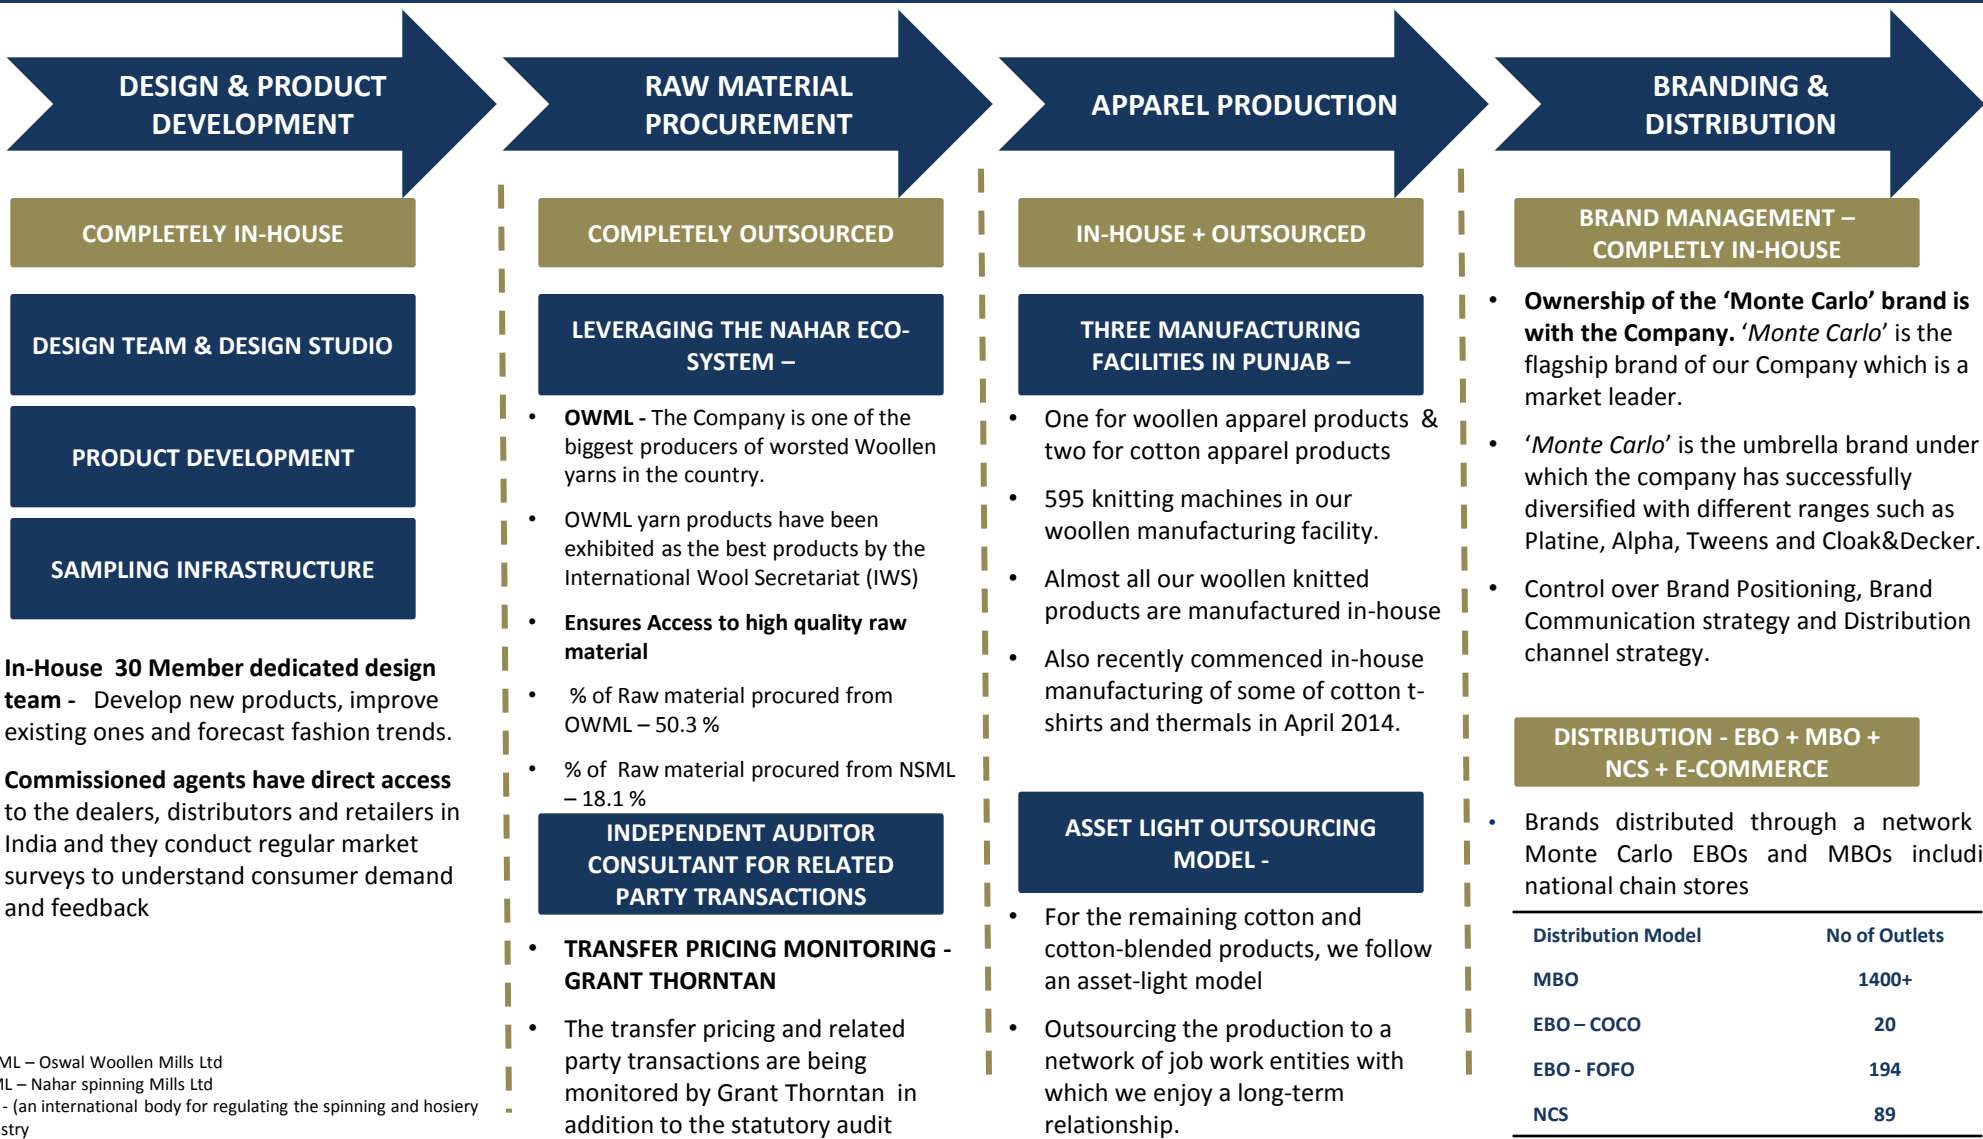 DESIGN & PRODUCT
DEVELOPMENT
RAW MATERIAL
PROCUREMENT
APPAREL PRODUCTION
BRANDING &
DISTRIBUTION
COMPLETELY IN-HOUSE
DESIGN TEAM & DESIGN STUDIO
PRODUCT DEVELOPMENT
SAMPLING INFRASTRUCTURE
In-House 30 Member dedicated design
team - Develop new products, improve
existing ones and forecast fashion trends.
Commissioned agents have direct access
to the dealers, distributors and retailers in
India and they conduct regular market
surveys to understand consumer demand
and feedback
ML – Oswal Woollen Mills Ltd
ML – Nahar spinning Mills Ltd
- (an international body for regulating the spinning and hosiery
stry
COMPLETELY OUTSOURCED
LEVERAGING THE NAHAR ECO-
SYSTEM –
• OWML - The Company is one of the
biggest producers of worsted Woollen
yarns in the country.
• OWML yarn products have been
exhibited as the best products by the
International Wool Secretariat (IWS)
• Ensures Access to high quality raw
material
• % of Raw material procured from
OWML – 50.3 %
• % of Raw material procured from NSML
– 18.1 %
INDEPENDENT AUDITOR
CONSULTANT FOR RELATED
PARTY TRANSACTIONS
• TRANSFER PRICING MONITORING -
GRANT THORNTAN
• The transfer pricing and related
party transactions are being
monitored by Grant Thorntan in
addition to the statutory audit
IN-HOUSE + OUTSOURCED
THREE MANUFACTURING
FACILITIES IN PUNJAB –
• One for woollen apparel products &
two for cotton apparel products
• 595 knitting machines in our
woollen manufacturing facility.
• Almost all our woollen knitted
products are manufactured in-house
• Also recently commenced in-house
manufacturing of some of cotton t-
shirts and thermals in April 2014.
ASSET LIGHT OUTSOURCING
MODEL -
• For the remaining cotton and
cotton-blended products, we follow
an asset-light model
• Outsourcing the production to a
network of job work entities with
which we enjoy a long-term
relationship.
BRAND MANAGEMENT –
COMPLETLY IN-HOUSE
• Ownership of the ‘Monte Carlo’ brand is
with the Company. ‘Monte Carlo’ is the
flagship brand of our Company which is a
market leader.
• ‘Monte Carlo’ is the umbrella brand under
which the company has successfully
diversified with different ranges such as
Platine, Alpha, Tweens and Cloak&Decker.
• Control over Brand Positioning, Brand
Communication strategy and Distribution
channel strategy.
DISTRIBUTION - EBO + MBO +
NCS + E-COMMERCE
• Brands distributed through a network
Monte Carlo EBOs and MBOs includi
national chain stores
Distribution Model No of Outlets
MBO 1400+
EBO – COCO 20
EBO - FOFO 194
NCS 89